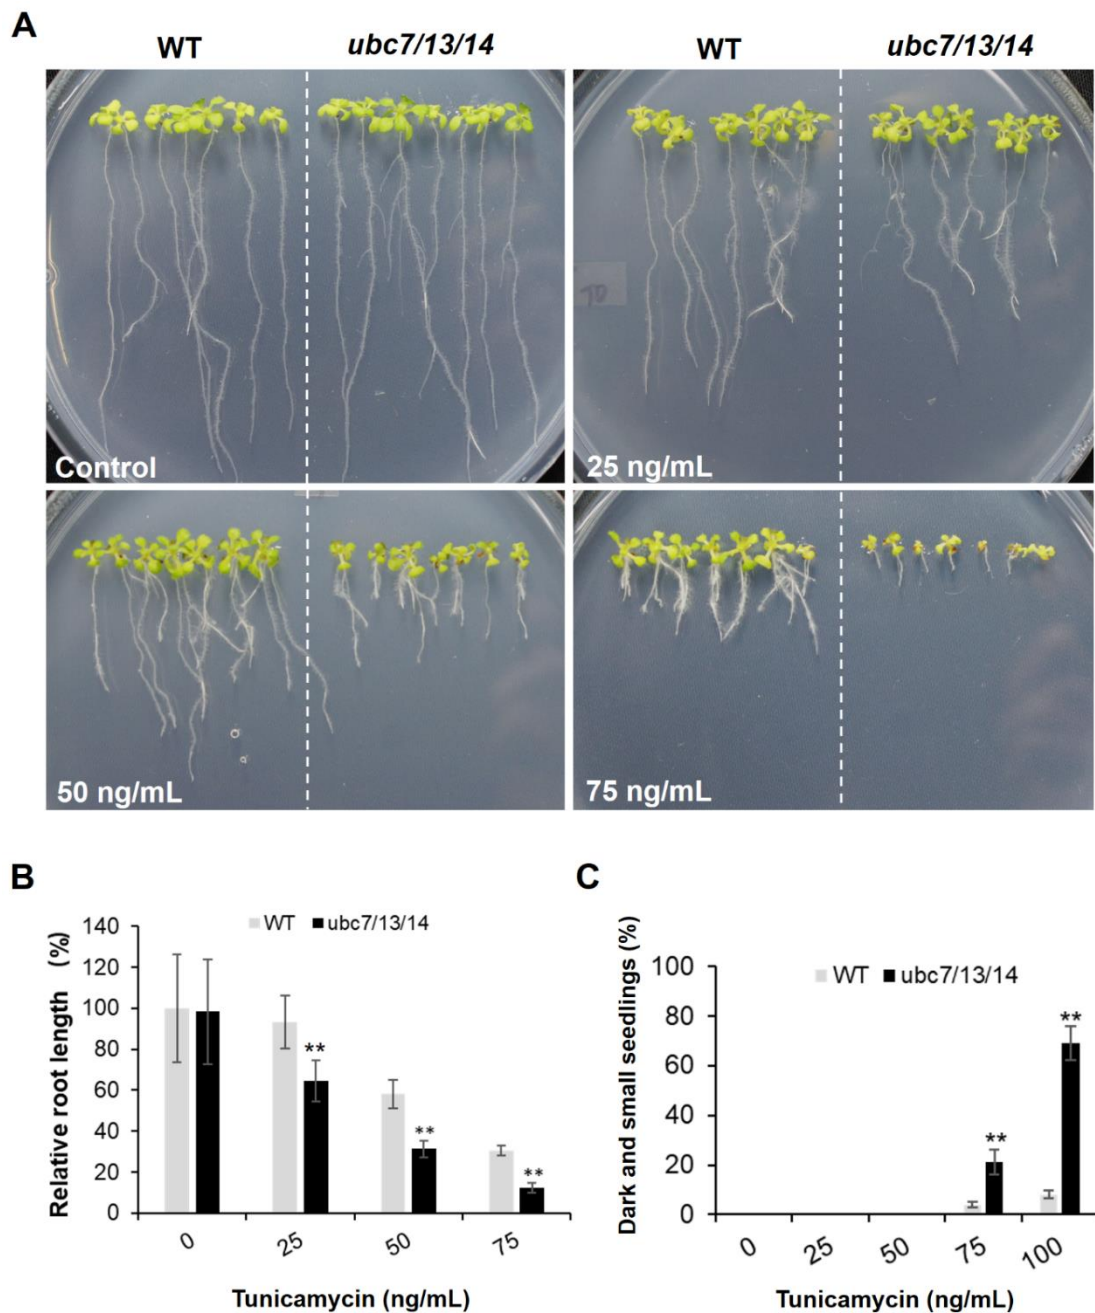 A
WT ubc7/13/14 WT ubc7/13/14
Control 25 ng/mL
50 ng/mL 75 ng/mL
B
WT ubc7/13/14
Relative root length (%)
140
120
100
80
60
40
20
0
** ** **
0 25 50 75
Tunicamycin (ng/mL)
C
WT ubc7/13/14
Dark and small seedlings (%)
100
80
60
40
20
0
** **
0 25 50 75 100
Tunicamycin (ng/mL)